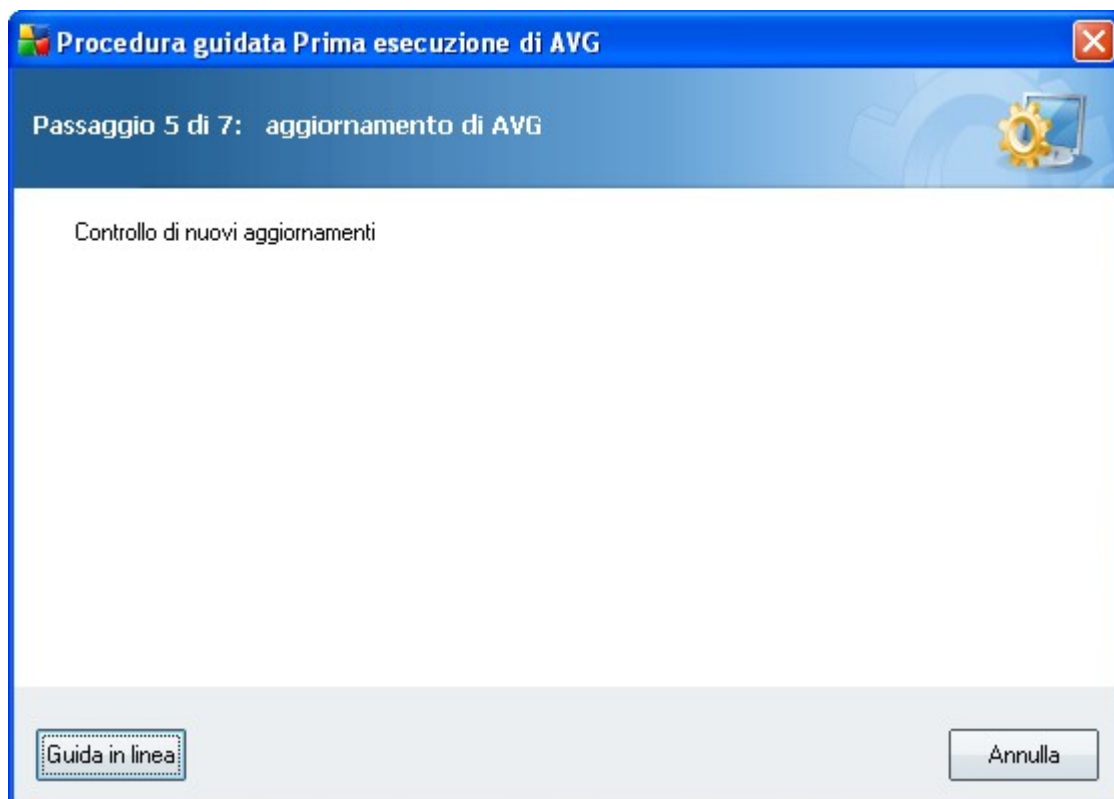 Procedura guidata Prima esecuzione di AVG
Passaggio 5 di 7: aggiornamento di AVG
Controllo di nuovi aggiornamenti
Guida in linea
Annulla